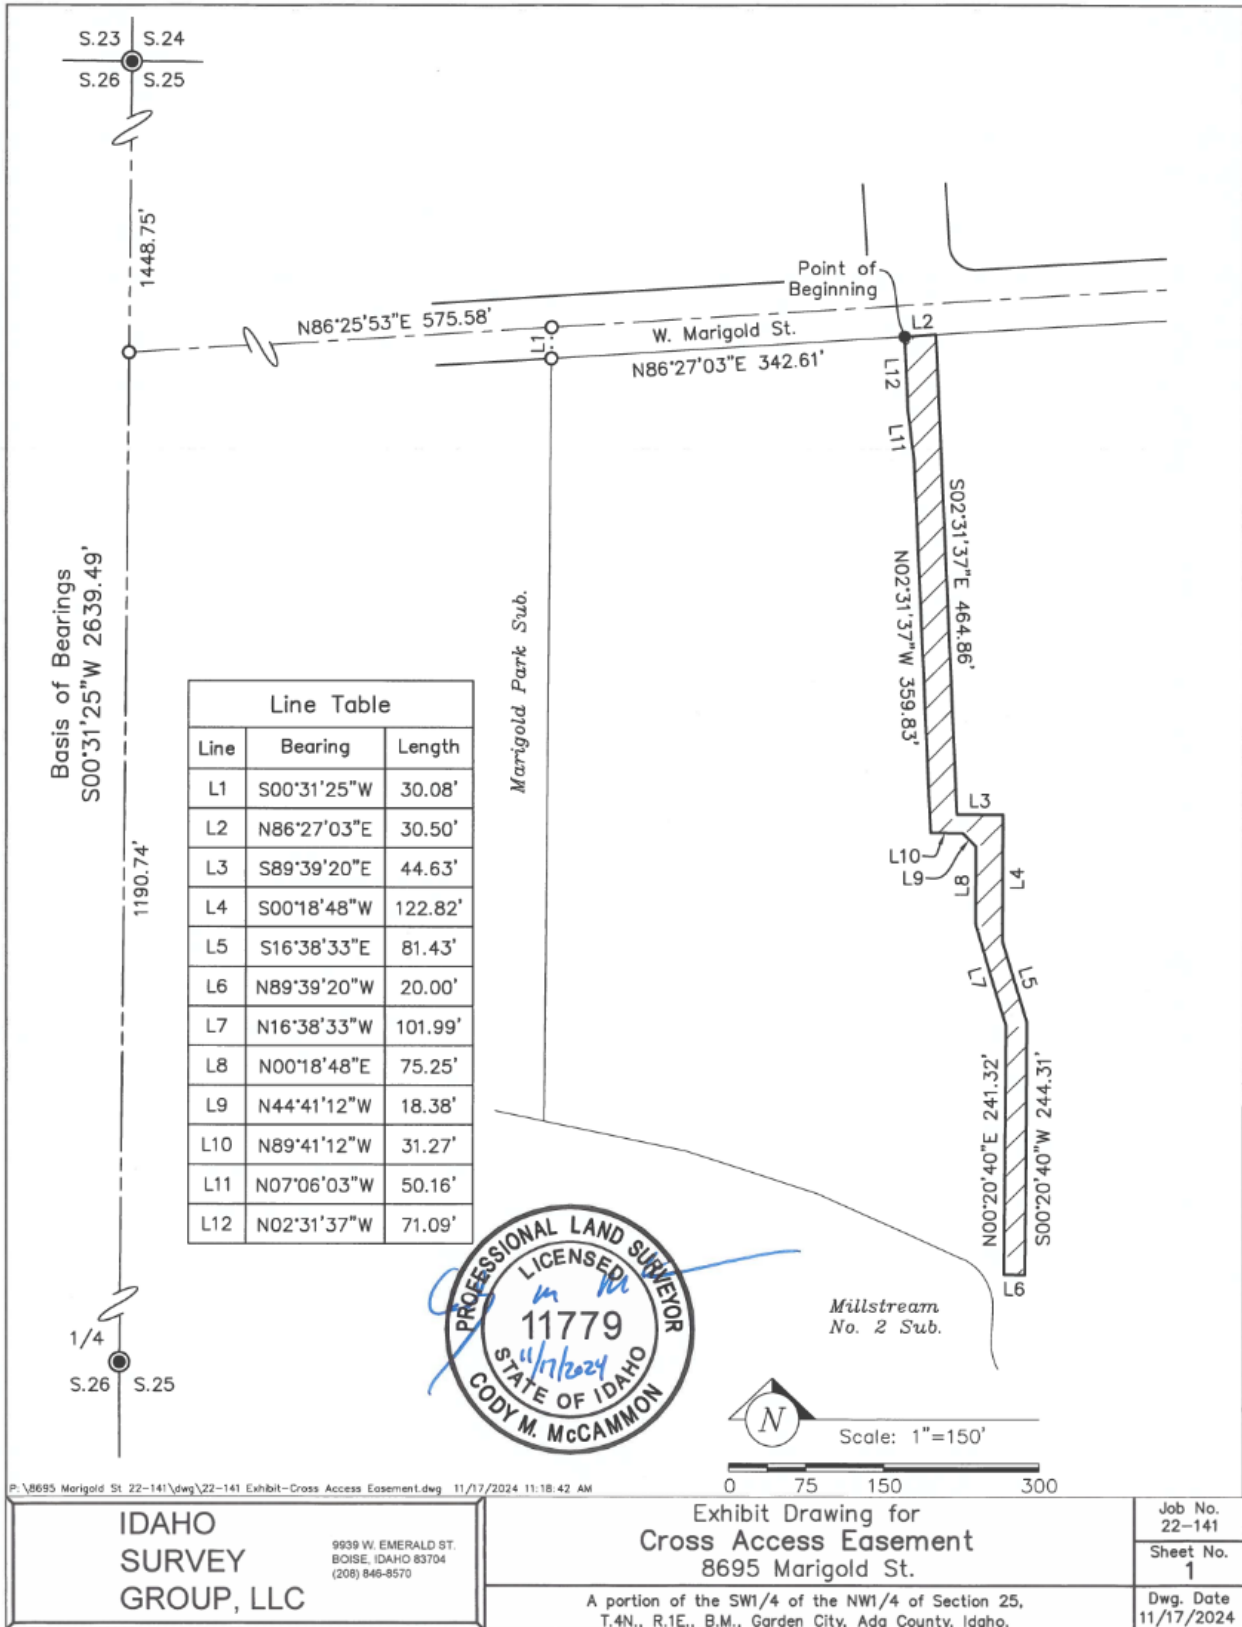 S.23 S.24
S.26 S.25
1448.75'
N86°25'53"E 575.58'
L1
Point of
Beginning
L2
W. Marigold St.
N86°27'03"E 342.61'
L12
L11
S02°31'37"E 464.86'
N02°31'37"W 359.83'
Basis of Bearings
S00°31'25"W 2639.49'
1190.74'
Marigold Park Sub.
Line Table
Line Bearing Length
L1 S00°31'25"W 30.08'
L2 N86°27'03"E 30.50'
L3 S89°39'20"E 44.63'
L4 S00°18'48"W 122.82'
L5 S16°38'33"E 81.43'
L6 N89°39'20"W 20.00'
L7 N16°38'33"W 101.99'
L8 N00°18'48"E 75.25'
L9 N44°41'12"W 18.38'
L10 N89°41'12"W 31.27'
L11 N07°06'03"W 50.16'
L12 N02°31'37"W 71.09'
L3
L10
L9
L8
L4
L7
L5
N00°20'40"E 241.32'
S00°20'40"W 244.31'
L6
Millstream
No. 2 Sub.
PROFESSIONAL LAND SURVEYOR
LICENSED
11779
11/17/2024
STATE OF IDAHO
CODY M. McCAMMON
1/4
S.26 S.25
N
Scale: 1"=150'
0 75 150 300
P:\8695 Marigold St 22-141\dwg\22-141 Exhibit-Cross Access Easement.dwg 11/17/2024 11:18:42 AM
IDAHO
SURVEY
GROUP, LLC
9939 W. EMERALD ST.
BOISE, IDAHO 83704
(208) 846-8570
Exhibit Drawing for
Cross Access Easement
8695 Marigold St.
A portion of the SW1/4 of the NW1/4 of Section 25,
T.4N., R.1E., B.M., Garden City, Ada County, Idaho.
Job No.
22-141
Sheet No.
1
Dwg. Date
11/17/2024